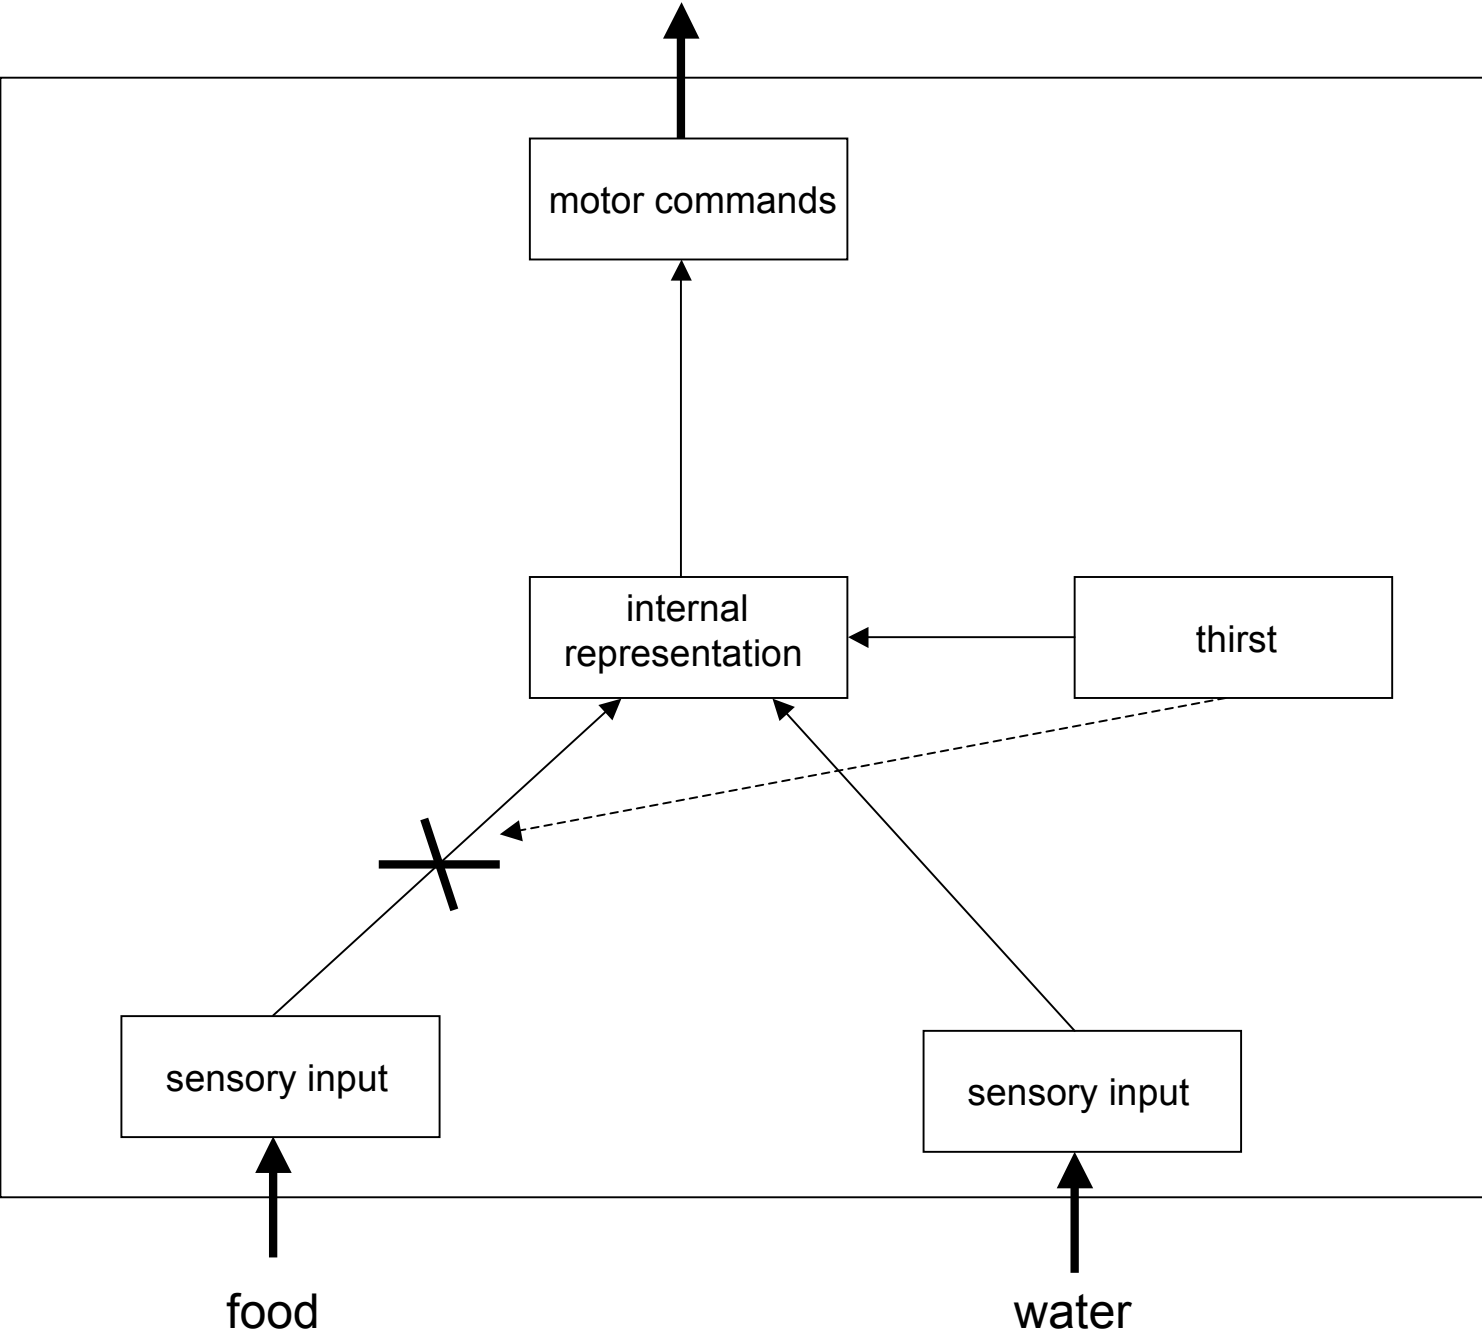 motor commands
internal
representation
thirst
sensory input
sensory input
food
water